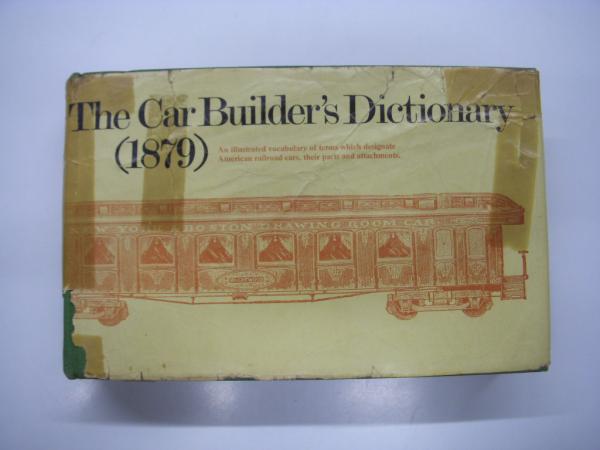 The Car Builder's Dictionary
(1879)
An illustrated vocabulary of terms which designate
American railroad cars, their parts and attachments.
NEW YORK BOSTON DRAWING ROOM CAR